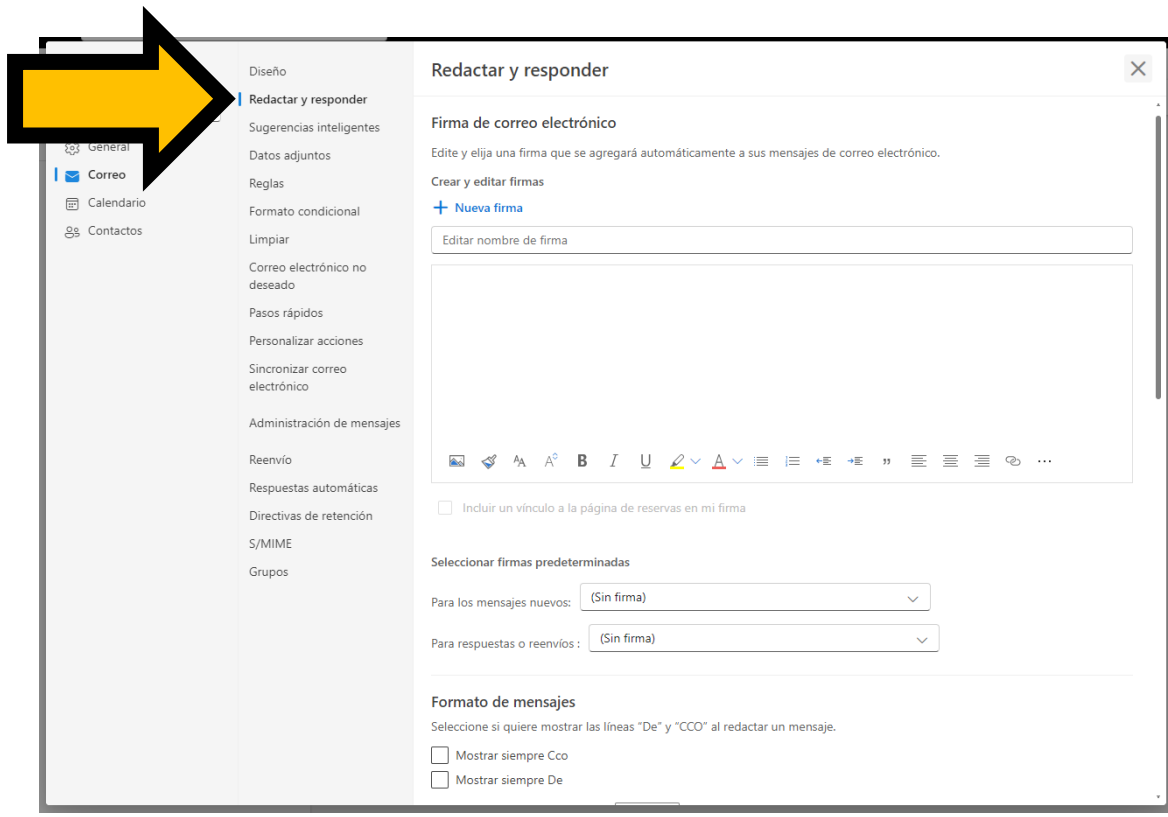 General
Correo
Calendario
Contactos
Diseño
Redactar y responder
Sugerencias inteligentes
Datos adjuntos
Reglas
Formato condicional
Limpiar
Correo electrónico no
deseado
Pasos rápidos
Personalizar acciones
Sincronizar correo
electrónico
Administración de mensajes
Reenvío
Respuestas automáticas
Directivas de retención
S/MIME
Grupos
Redactar y responder
Firma de correo electrónico
Edite y elija una firma que se agregará automáticamente a sus mensajes de correo electrónico.
Crear y editar firmas
Nueva firma
Editar nombre de firma
Incluir un vínculo a la página de reservas en mi firma
Seleccionar firmas predeterminadas
Para los mensajes nuevos: (Sin firma)
Para respuestas o reenvíos : (Sin firma)
Formato de mensajes
Seleccione si quiere mostrar las líneas "De" y "CCO" al redactar un mensaje.
Mostrar siempre Cco
Mostrar siempre De